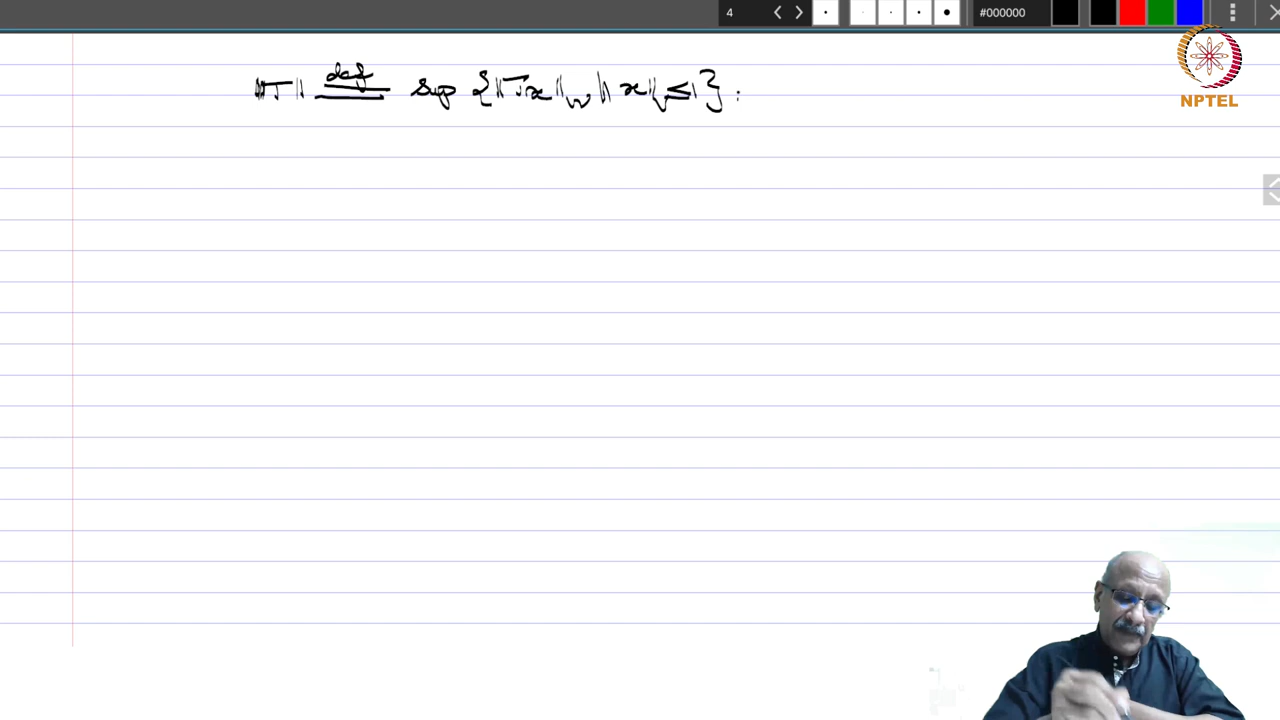 4 #000000
NPTEL
‖T‖ def= sup {‖Tx‖_W | ‖x‖_V ≤ 1}.